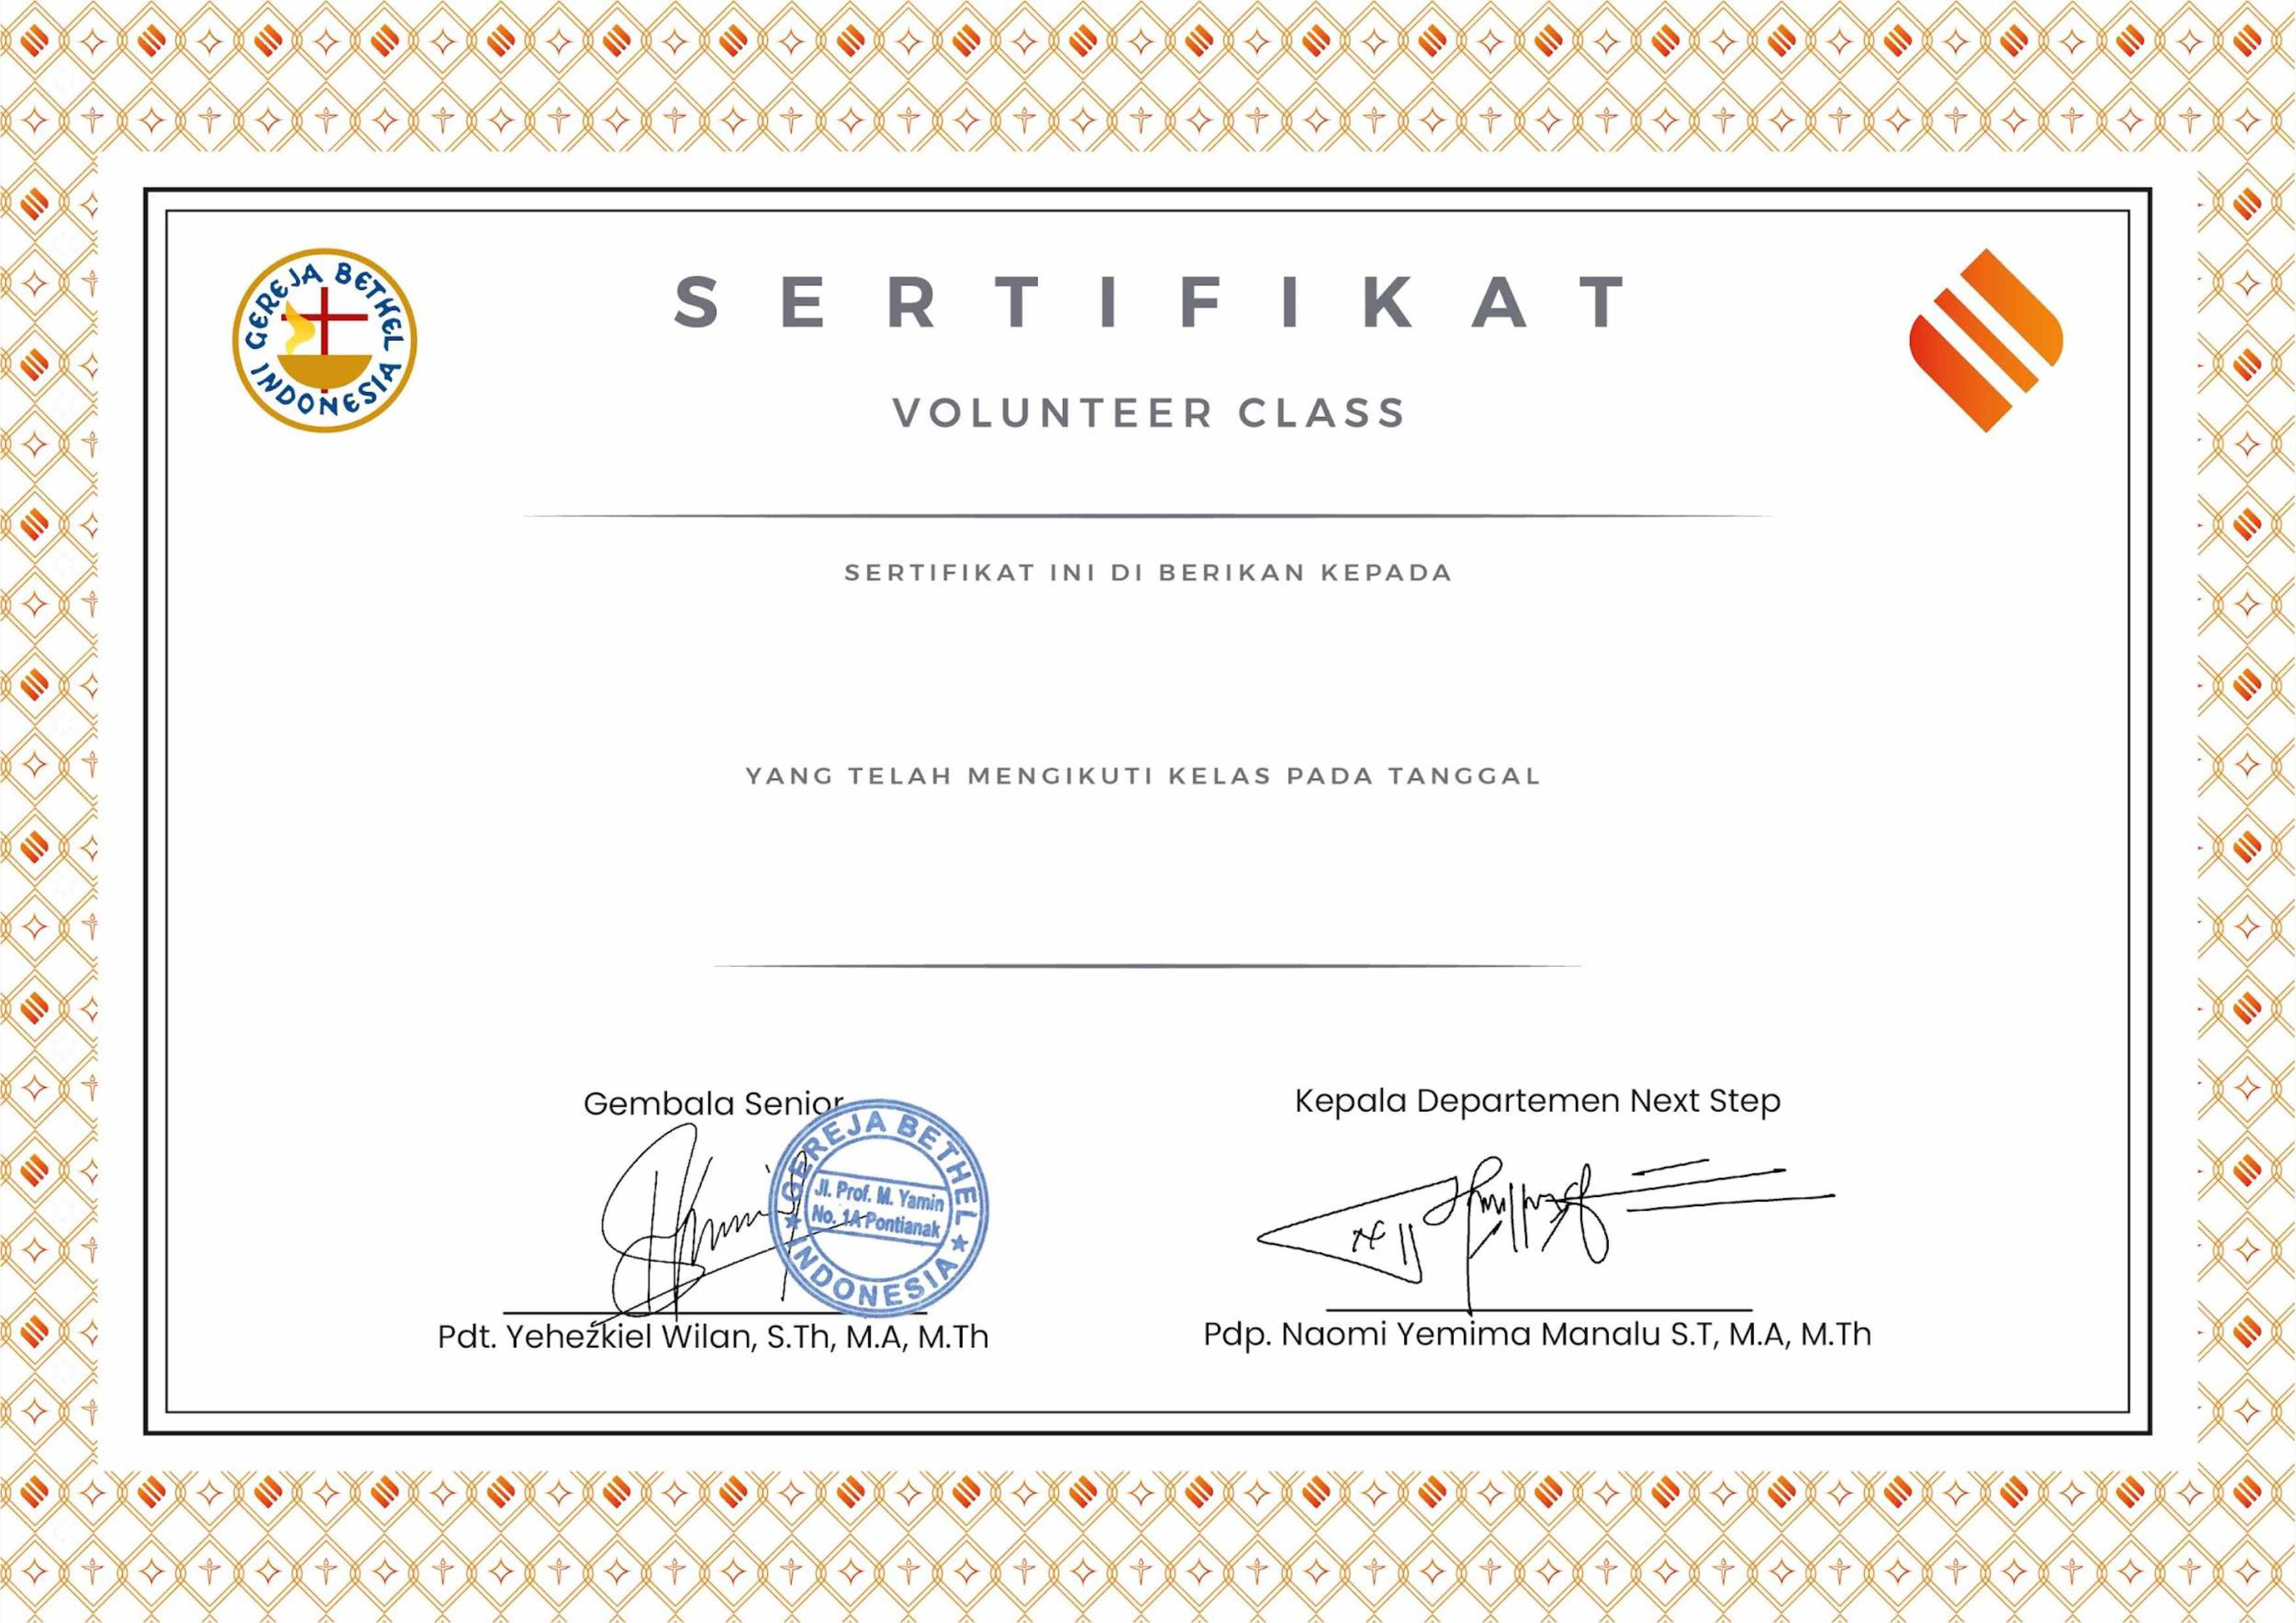 GEREJA BETHEL
INDONESIA
SERTIFIKAT
VOLUNTEER CLASS
SERTIFIKAT INI DI BERIKAN KEPADA
YANG TELAH MENGIKUTI KELAS PADA TANGGAL
Gembala Senior
GEREJA BETHEL
Jl. Prof. M. Yamin
No. 1A Pontianak
INDONESIA
Pdt. Yehezkiel Wilan, S.Th, M.A, M.Th
Kepala Departemen Next Step
Pdp. Naomi Yemima Manalu S.T, M.A, M.Th